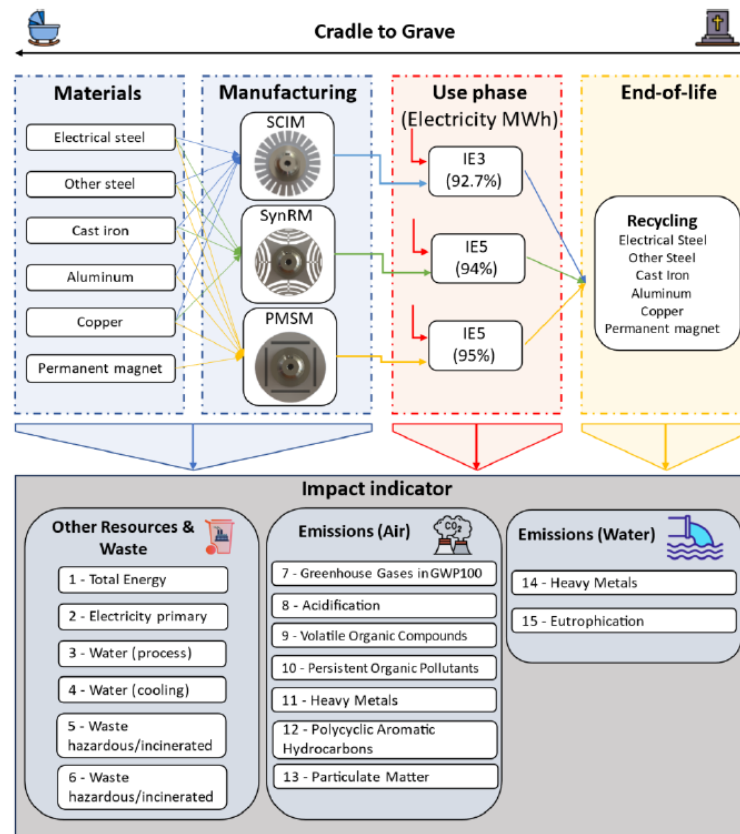 Cradle to Grave
Materials
Electrical steel
Other steel
Cast iron
Aluminum
Copper
Permanent magnet
Manufacturing
SCIM
SynRM
PMSM
Use phase
(Electricity MWh)
IE3
(92.7%)
IE5
(94%)
IE5
(95%)
End-of-life
Recycling
Electrical Steel
Other Steel
Cast Iron
Aluminum
Copper
Permanent magnet
Impact indicator
Other Resources &
Waste
1 - Total Energy
2 - Electricity primary
3 - Water (process)
4 - Water (cooling)
5 - Waste
hazardous/incinerated
6 - Waste
hazardous/incinerated
Emissions (Air)
CO2
7 - Greenhouse Gases in GWP100
8 - Acidification
9 - Volatile Organic Compounds
10 - Persistent Organic Pollutants
11 - Heavy Metals
12 - Polycyclic Aromatic
Hydrocarbons
13 - Particulate Matter
Emissions (Water)
14 - Heavy Metals
15 - Eutrophication